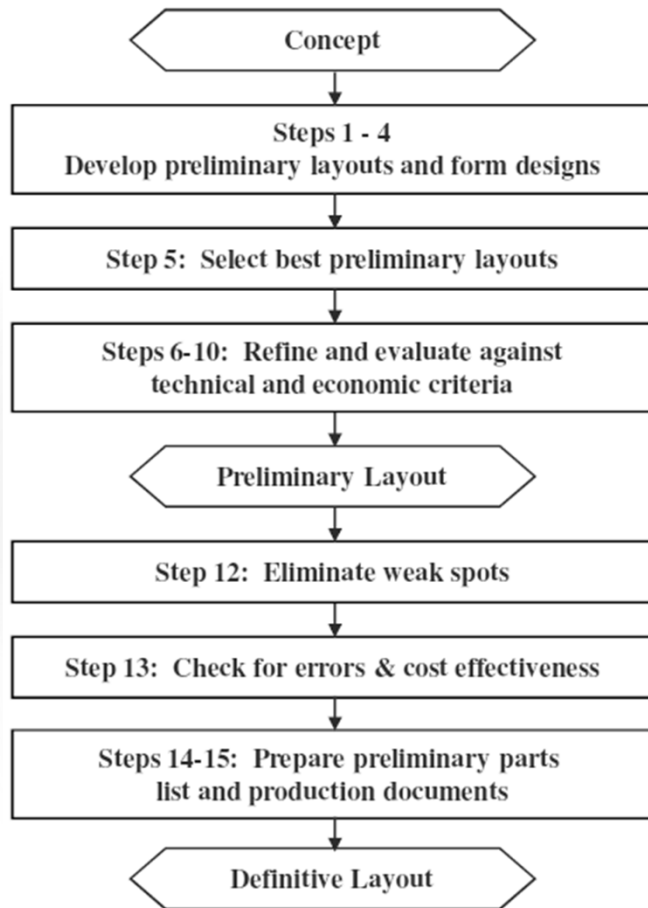 Concept
Steps 1 - 4
Develop preliminary layouts and form designs
Step 5: Select best preliminary layouts
Steps 6-10: Refine and evaluate against
technical and economic criteria
Preliminary Layout
Step 12: Eliminate weak spots
Step 13: Check for errors & cost effectiveness
Steps 14-15: Prepare preliminary parts
list and production documents
Definitive Layout